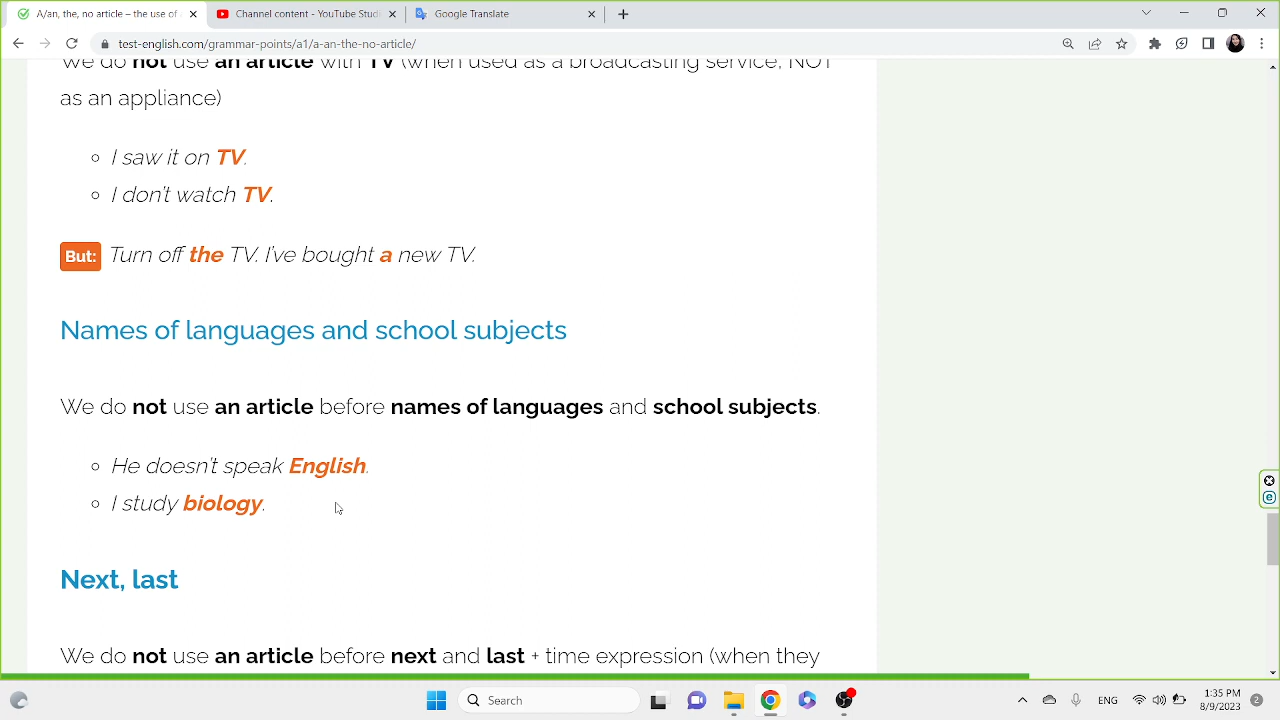 A/an, the, no article – the use of
Channel content - YouTube Studi
Google Translate
test-english.com/grammar-points/a1/a-an-the-no-article/
We do not use an article with TV (when used as a broadcasting service; NOT
as an appliance)
I saw it on TV.
I don't watch TV.
But: Turn off the TV. I've bought a new TV.
Names of languages and school subjects
We do not use an article before names of languages and school subjects.
He doesn't speak English.
I study biology.
Next, last
We do not use an article before next and last + time expression (when they
Search
ENG
1:35 PM
8/9/2023
2